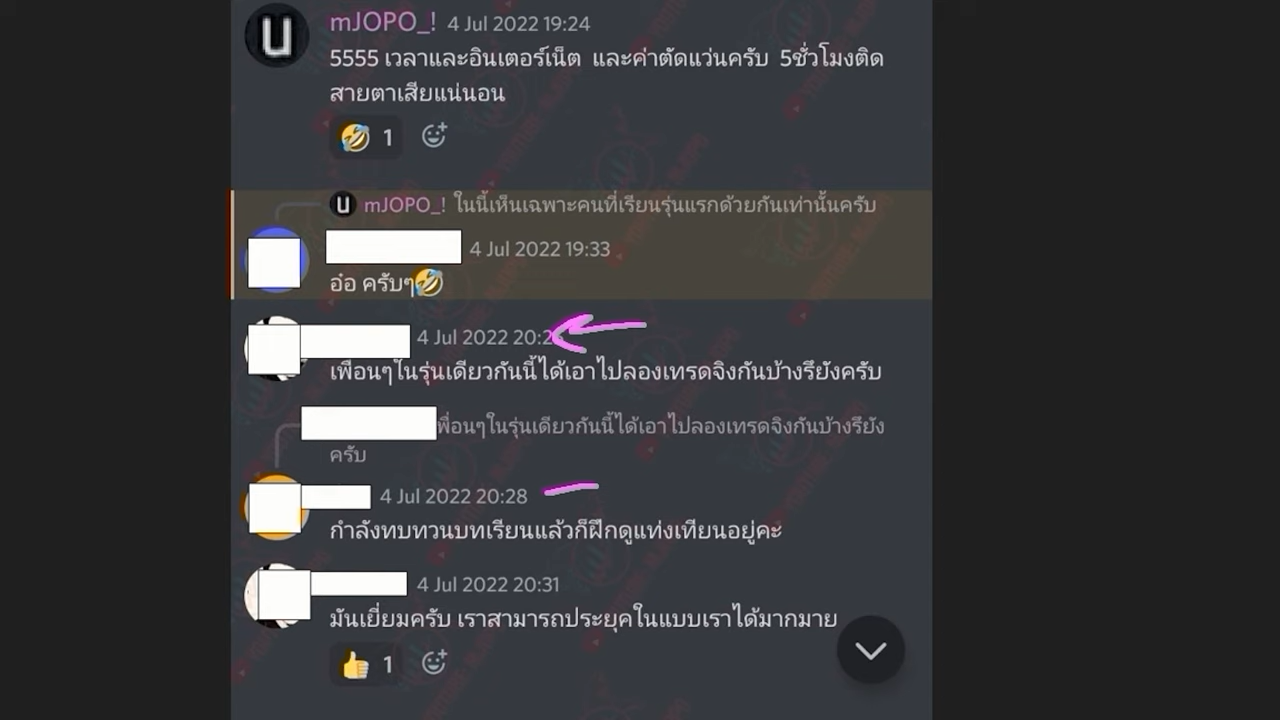 mJOPO_! 4 Jul 2022 19:24
5555 เวลาและอินเตอร์เน็ต และค่าตัดแว่นครับ 5ชั่วโมงติด
สายตาเสียแน่นอน
1
mJOPO_! ในนี้เห็นเฉพาะคนที่เรียนรุ่นแรกด้วยกันเท่านั้นครับ
4 Jul 2022 19:33
อ๋อ ครับๆ
4 Jul 2022
เพื่อนๆในรุ่นเดียวกันนี้ได้เอาไปลองเทรดจิงกันบ้างรึยังครับ
พื่อนๆในรุ่นเดียวกันนี้ได้เอาไปลองเทรดจิงกันบ้างรึยัง
ครับ
4 Jul 2022 20:28
กำลังทบทวนบทเรียนแล้วก็ฝึกดูแท่งเทียนอยู่คะ
4 Jul 2022 20:31
มันเยี่ยมครับ เราสามารถประยุคในแบบเราได้มากมาย
1